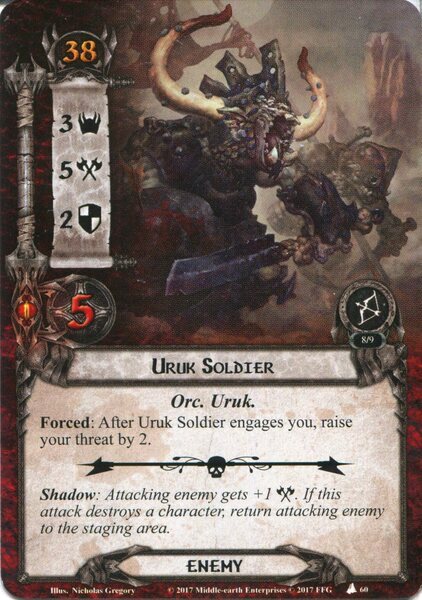 38
3
5
2
5
8/9
Uruk Soldier
Orc. Uruk.
Forced: After Uruk Soldier engages you, raise
your threat by 2.
Shadow: Attacking enemy gets +1 . If this
attack destroys a character, return attacking enemy
to the staging area.
ENEMY
Illus. Nicholas Gregory © 2017 Middle-earth Enterprises © 2017 FFG 60